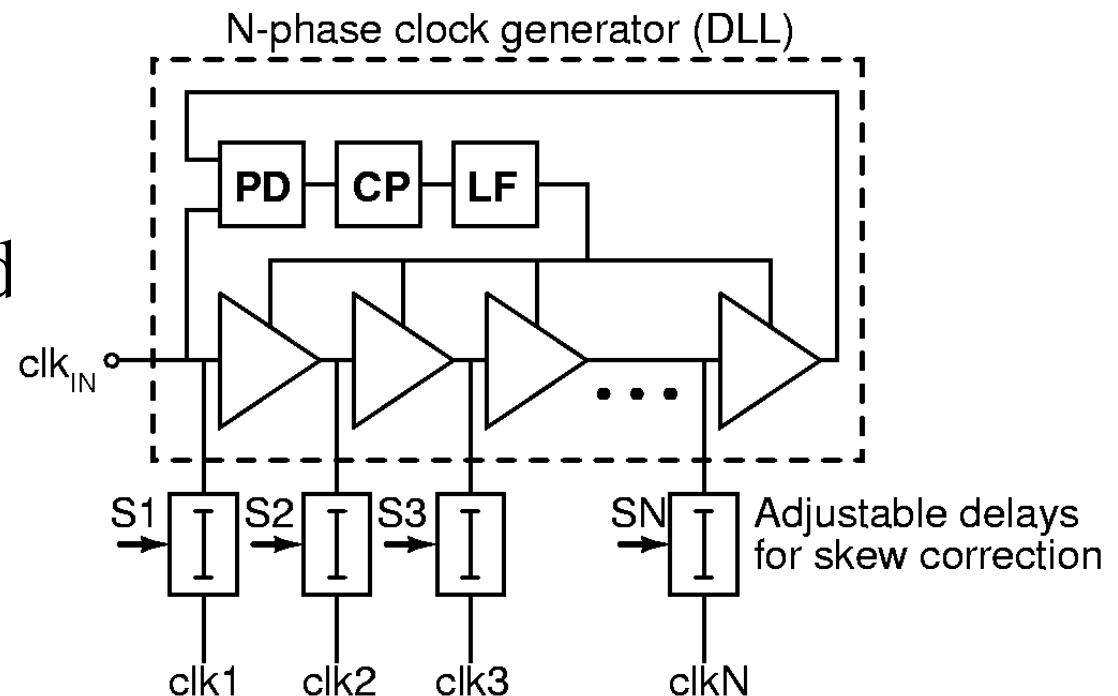 N-phase clock generator (DLL)
PD CP LF
d
clkIN
S1 S2 S3 SN Adjustable delays
for skew correction
clk1 clk2 clk3 clkN